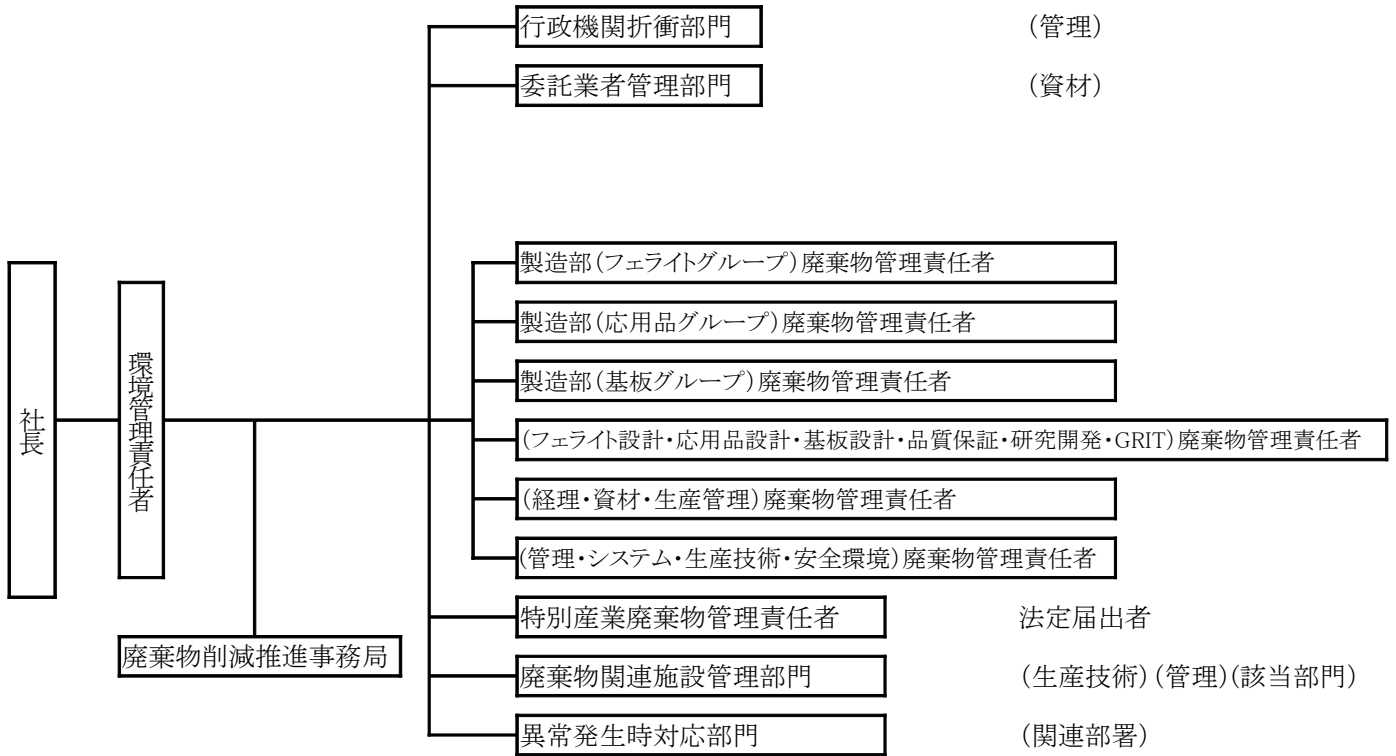 行政機関折衝部門 (管理)
委託業者管理部門 (資材)
製造部(フェライトグループ)廃棄物管理責任者
製造部(応用品グループ)廃棄物管理責任者
製造部(基板グループ)廃棄物管理責任者
社長
環境管理責任者
(フェライト設計・応用品設計・基板設計・品質保証・研究開発・GRIT)廃棄物管理責任者
(経理・資材・生産管理)廃棄物管理責任者
(管理・システム・生産技術・安全環境)廃棄物管理責任者
特別産業廃棄物管理責任者 法定届出者
廃棄物削減推進事務局
廃棄物関連施設管理部門 (生産技術)(管理)(該当部門)
異常発生時対応部門 (関連部署)